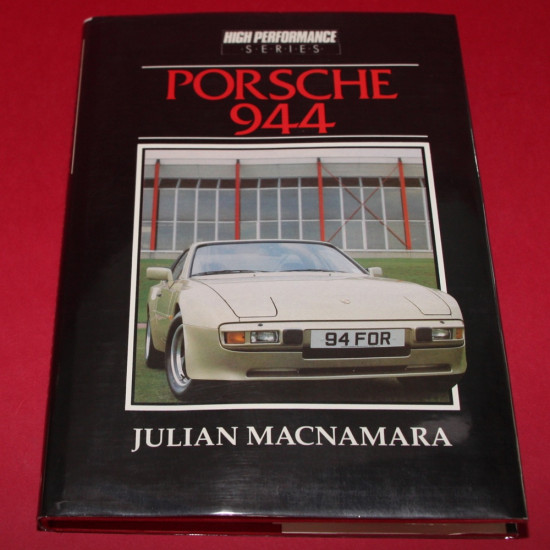 HIGH PERFORMANCE
SERIES
PORSCHE
944
94 FOR
JULIAN MACNAMARA